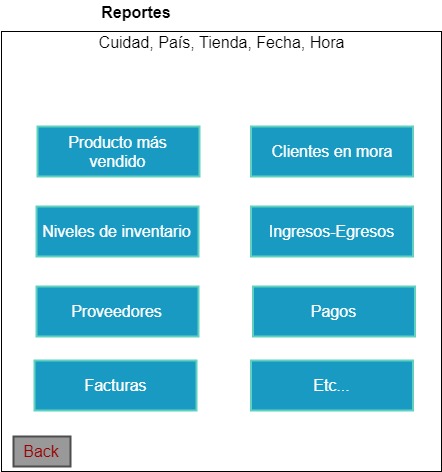 Reportes
Cuidad, País, Tienda, Fecha, Hora
Producto más
vendido
Clientes en mora
Niveles de inventario
Ingresos-Egresos
Proveedores
Pagos
Facturas
Etc...
Back